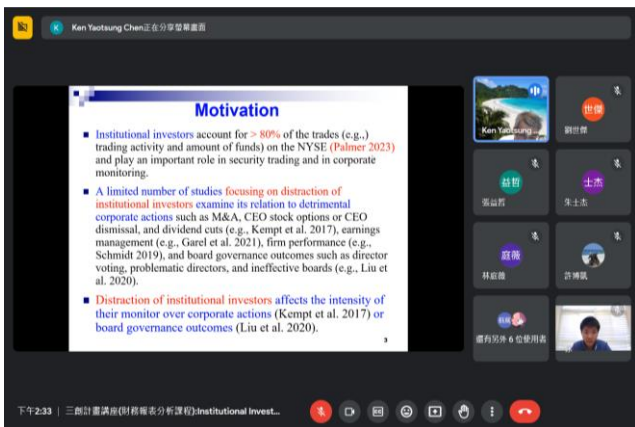 K
Ken Yaotsung Chen正在分享螢幕畫面
Motivation
Institutional investors account for > 80% of the trades (e.g.,)
trading activity and amount of funds) on the NYSE (Palmer 2023)
and play an important role in security trading and in corporate
monitoring.
A limited number of studies focusing on distraction of
institutional investors examine its relation to detrimental
corporate actions such as M&A, CEO stock options or CEO
dismissal, and dividend cuts (e.g., Kempt et al. 2017), earnings
management (e.g., Garel et al. 2021), firm performance (e.g.,
Schmidt 2019), and board governance outcomes such as director
voting, problematic directors, and ineffective boards (e.g., Liu et
al. 2020).
Distraction of institutional investors affects the intensity of
their monitor over corporate actions (Kempt et al. 2017) or
board governance outcomes (Liu et al. 2020).
3
Ken Yaotsung ...
世傑
劉世傑
益哲
張益哲
士杰
朱士杰
庭薇
林庭薇
許博凱
還有另外 6 位使用者
下午2:33 | 三創計畫講座(財務報表分析課程):Institutional Invest...